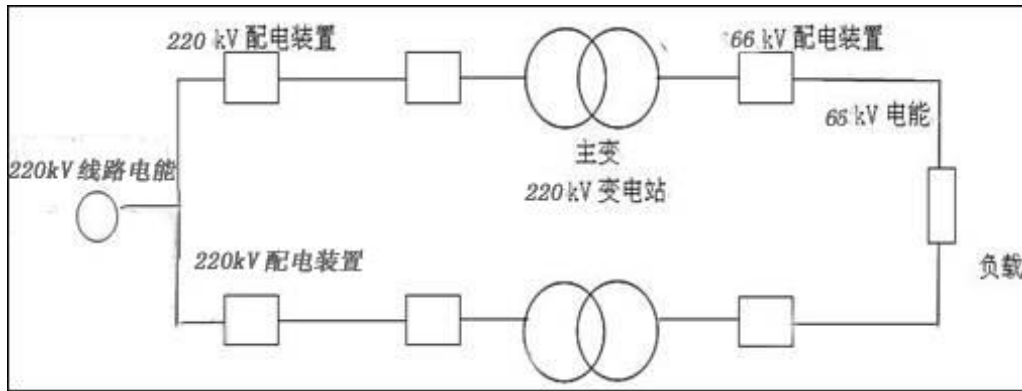 220 kV 配电装置
66 kV 配电装置
66 kV 电能
主变
220kV 线路电能
220 kV 变电站
220kV 配电装置
负载